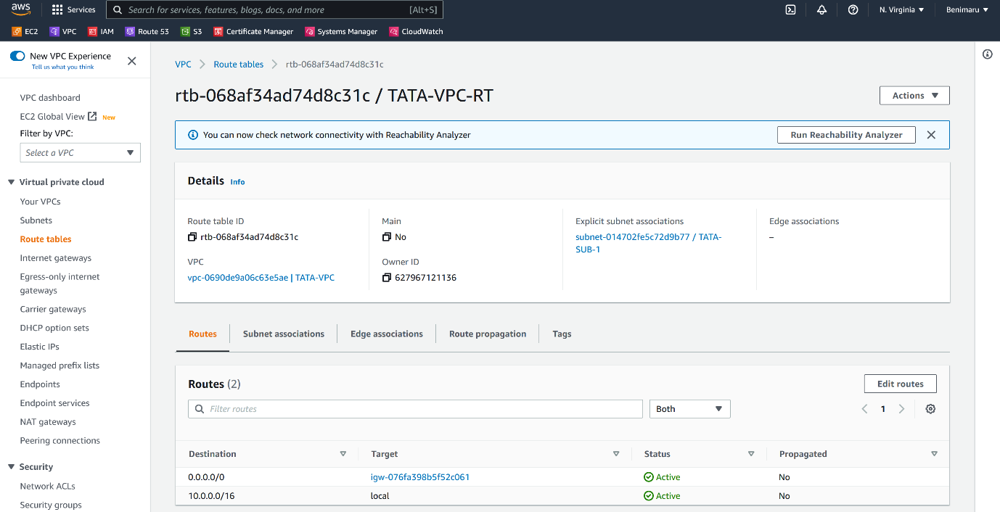 aws
Services
Search for services, features, blogs, docs, and more
[Alt+S]
N. Virginia
Benimaru
EC2
VPC
IAM
Route 53
S3
Certificate Manager
Systems Manager
CloudWatch
New VPC Experience
Tell us what you think
VPC dashboard
EC2 Global View New
Filter by VPC:
Select a VPC
Virtual private cloud
Your VPCs
Subnets
Route tables
Internet gateways
Egress-only internet
gateways
Carrier gateways
DHCP option sets
Elastic IPs
Managed prefix lists
Endpoints
Endpoint services
NAT gateways
Peering connections
Security
Network ACLs
Security groups
VPC > Route tables > rtb-068af34ad74d8c31c
rtb-068af34ad74d8c31c / TATA-VPC-RT
Actions
You can now check network connectivity with Reachability Analyzer
Run Reachability Analyzer
Details Info
Route table ID
rtb-068af34ad74d8c31c
VPC
vpc-0690de9a06c63e5ae | TATA-VPC
Main
No
Owner ID
627967121136
Explicit subnet associations
subnet-014702fe5c72d9b77 / TATA-
SUB-1
Edge associations
–
Routes
Subnet associations
Edge associations
Route propagation
Tags
Routes (2)
Edit routes
Filter routes
Both
1
Destination Target Status Propagated
0.0.0.0/0 igw-076fa398b5f52c061 Active No
10.0.0.0/16 local Active No